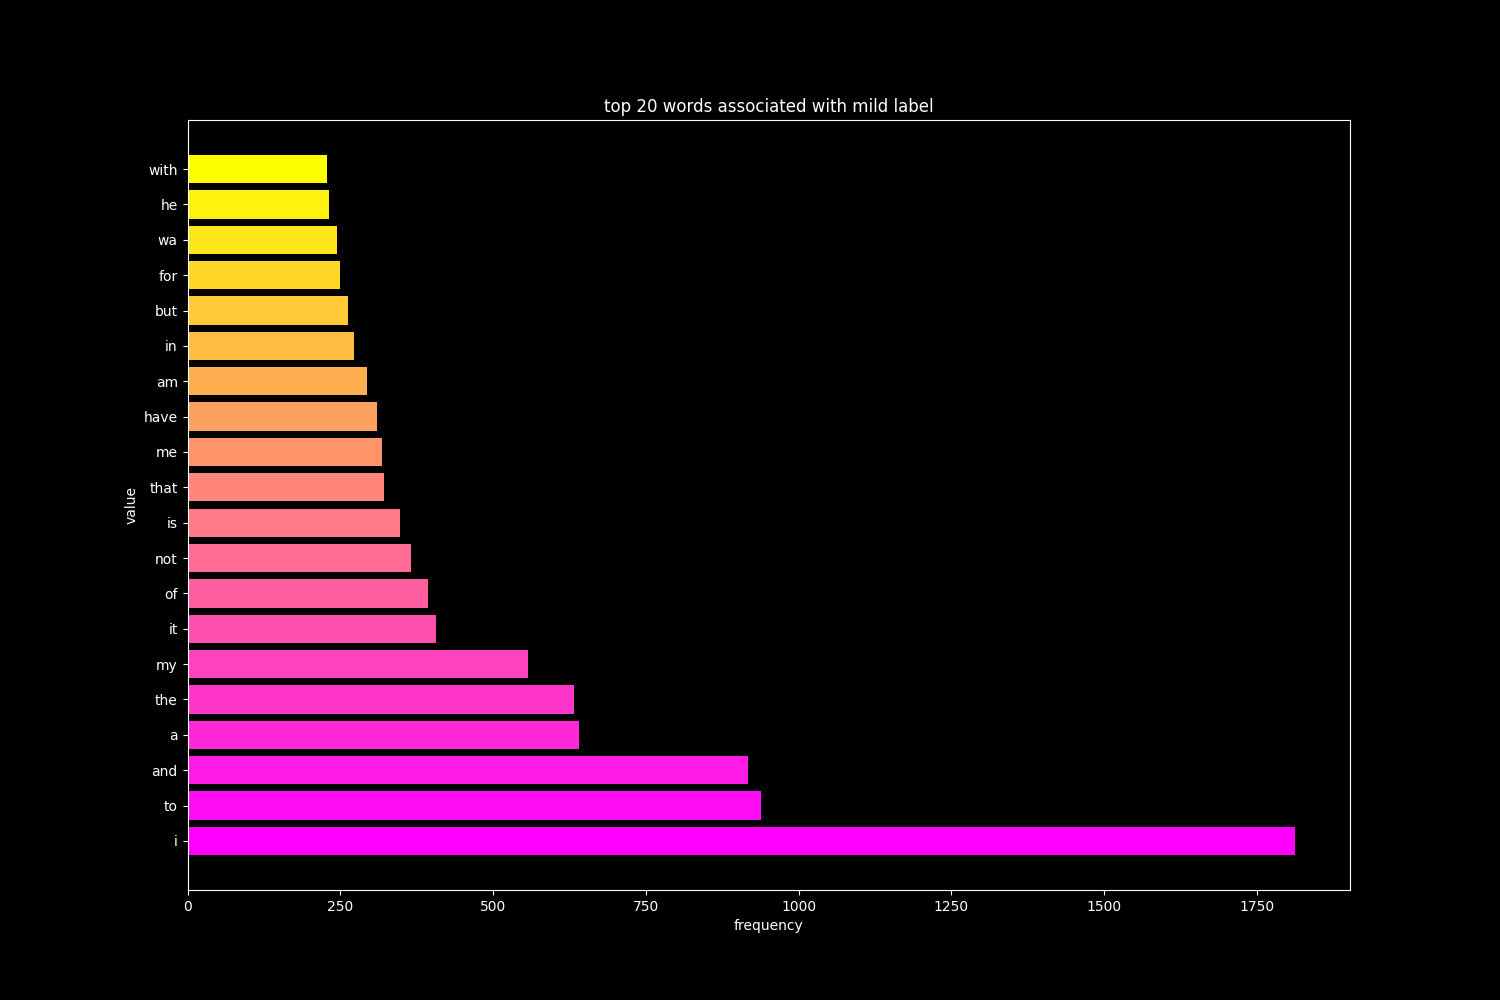 top 20 words associated with mild label
with
he
wa
for
but
in
am
have
me
that
is
not
of
it
my
the
a
and
to
i
value
0 250 500 750 1000 1250 1500 1750
frequency